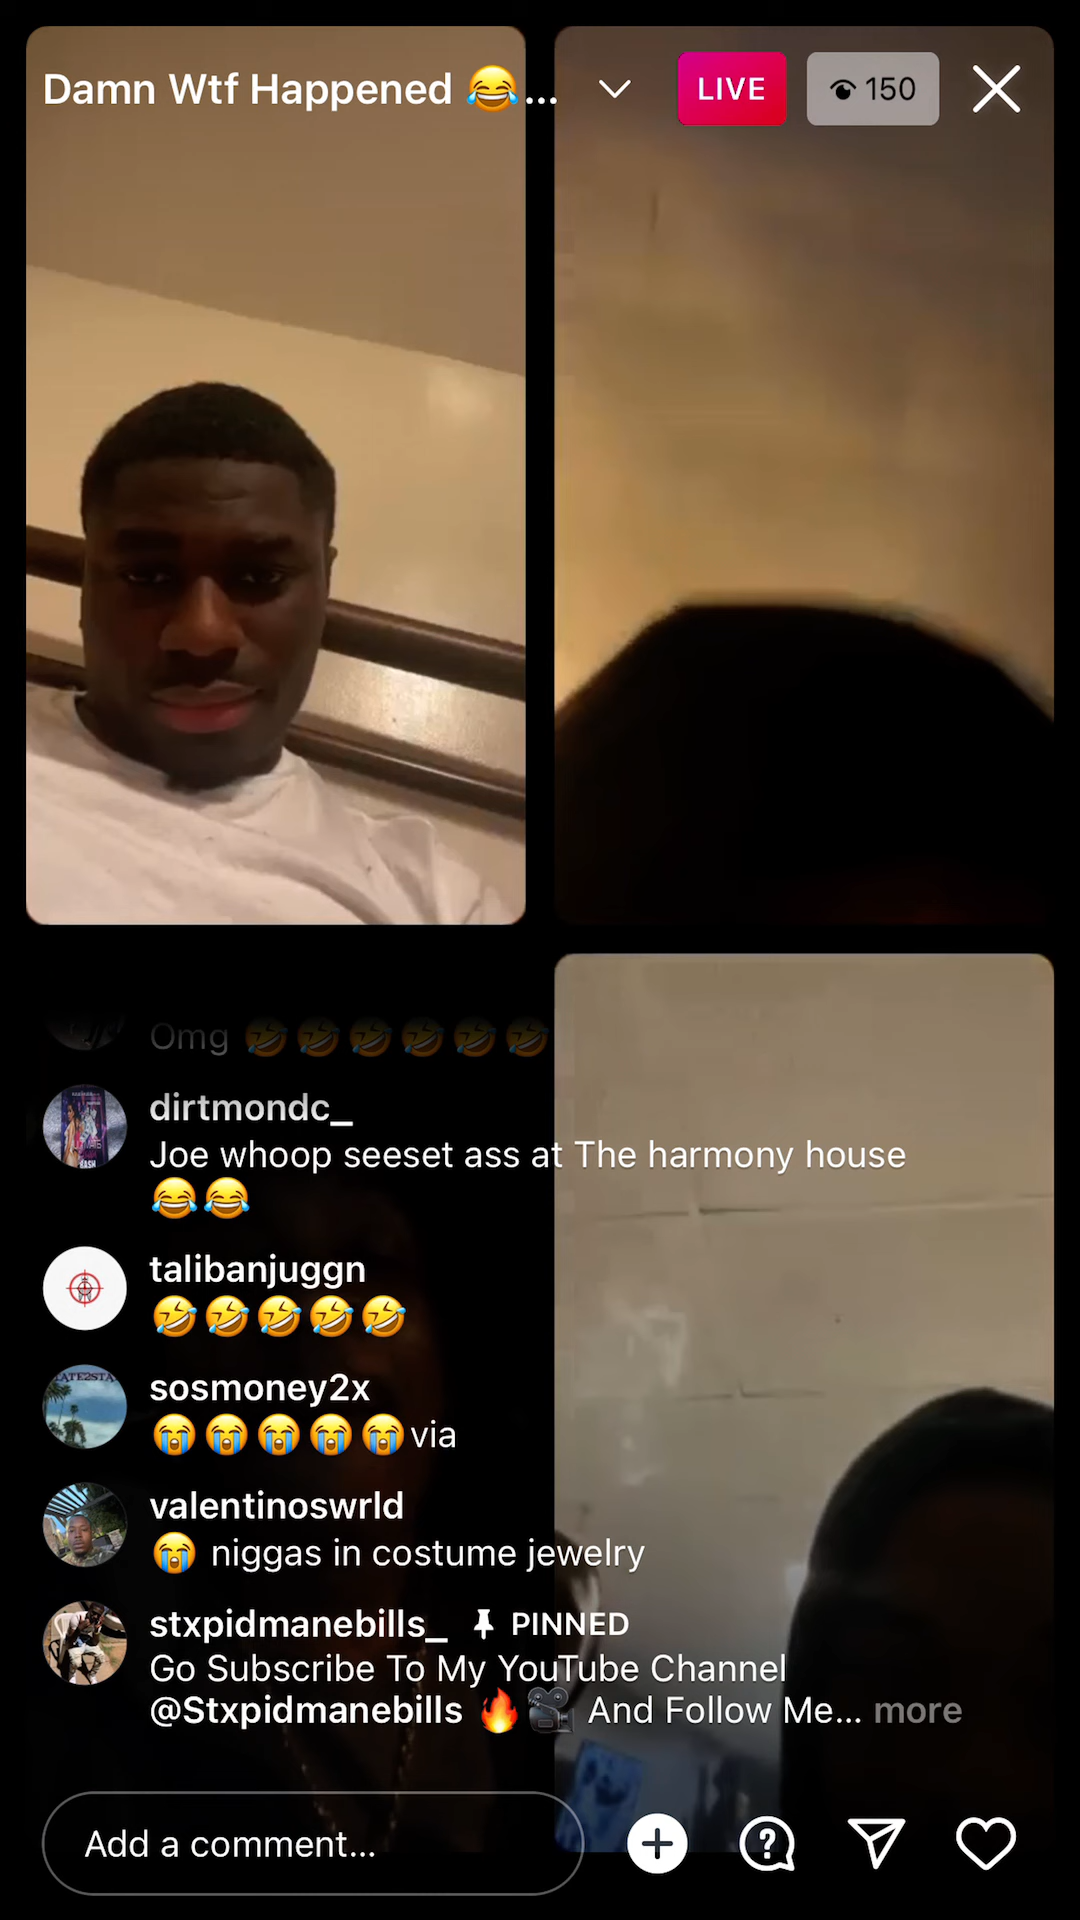 Damn Wtf Happened 😂...
LIVE
150
Omg 🤣🤣🤣🤣🤣🤣
dirtmondc_
Joe whoop seeset ass at The harmony house
😂😂
talibanjuggn
🤣🤣🤣🤣🤣
sosmoney2x
😭😭😭😭😭via
valentinoswrld
😭 niggas in costume jewelry
stxpidmanebills_ PINNED
Go Subscribe To My YouTube Channel
@Stxpidmanebills 🔥🎥 And Follow Me... more
Add a comment...